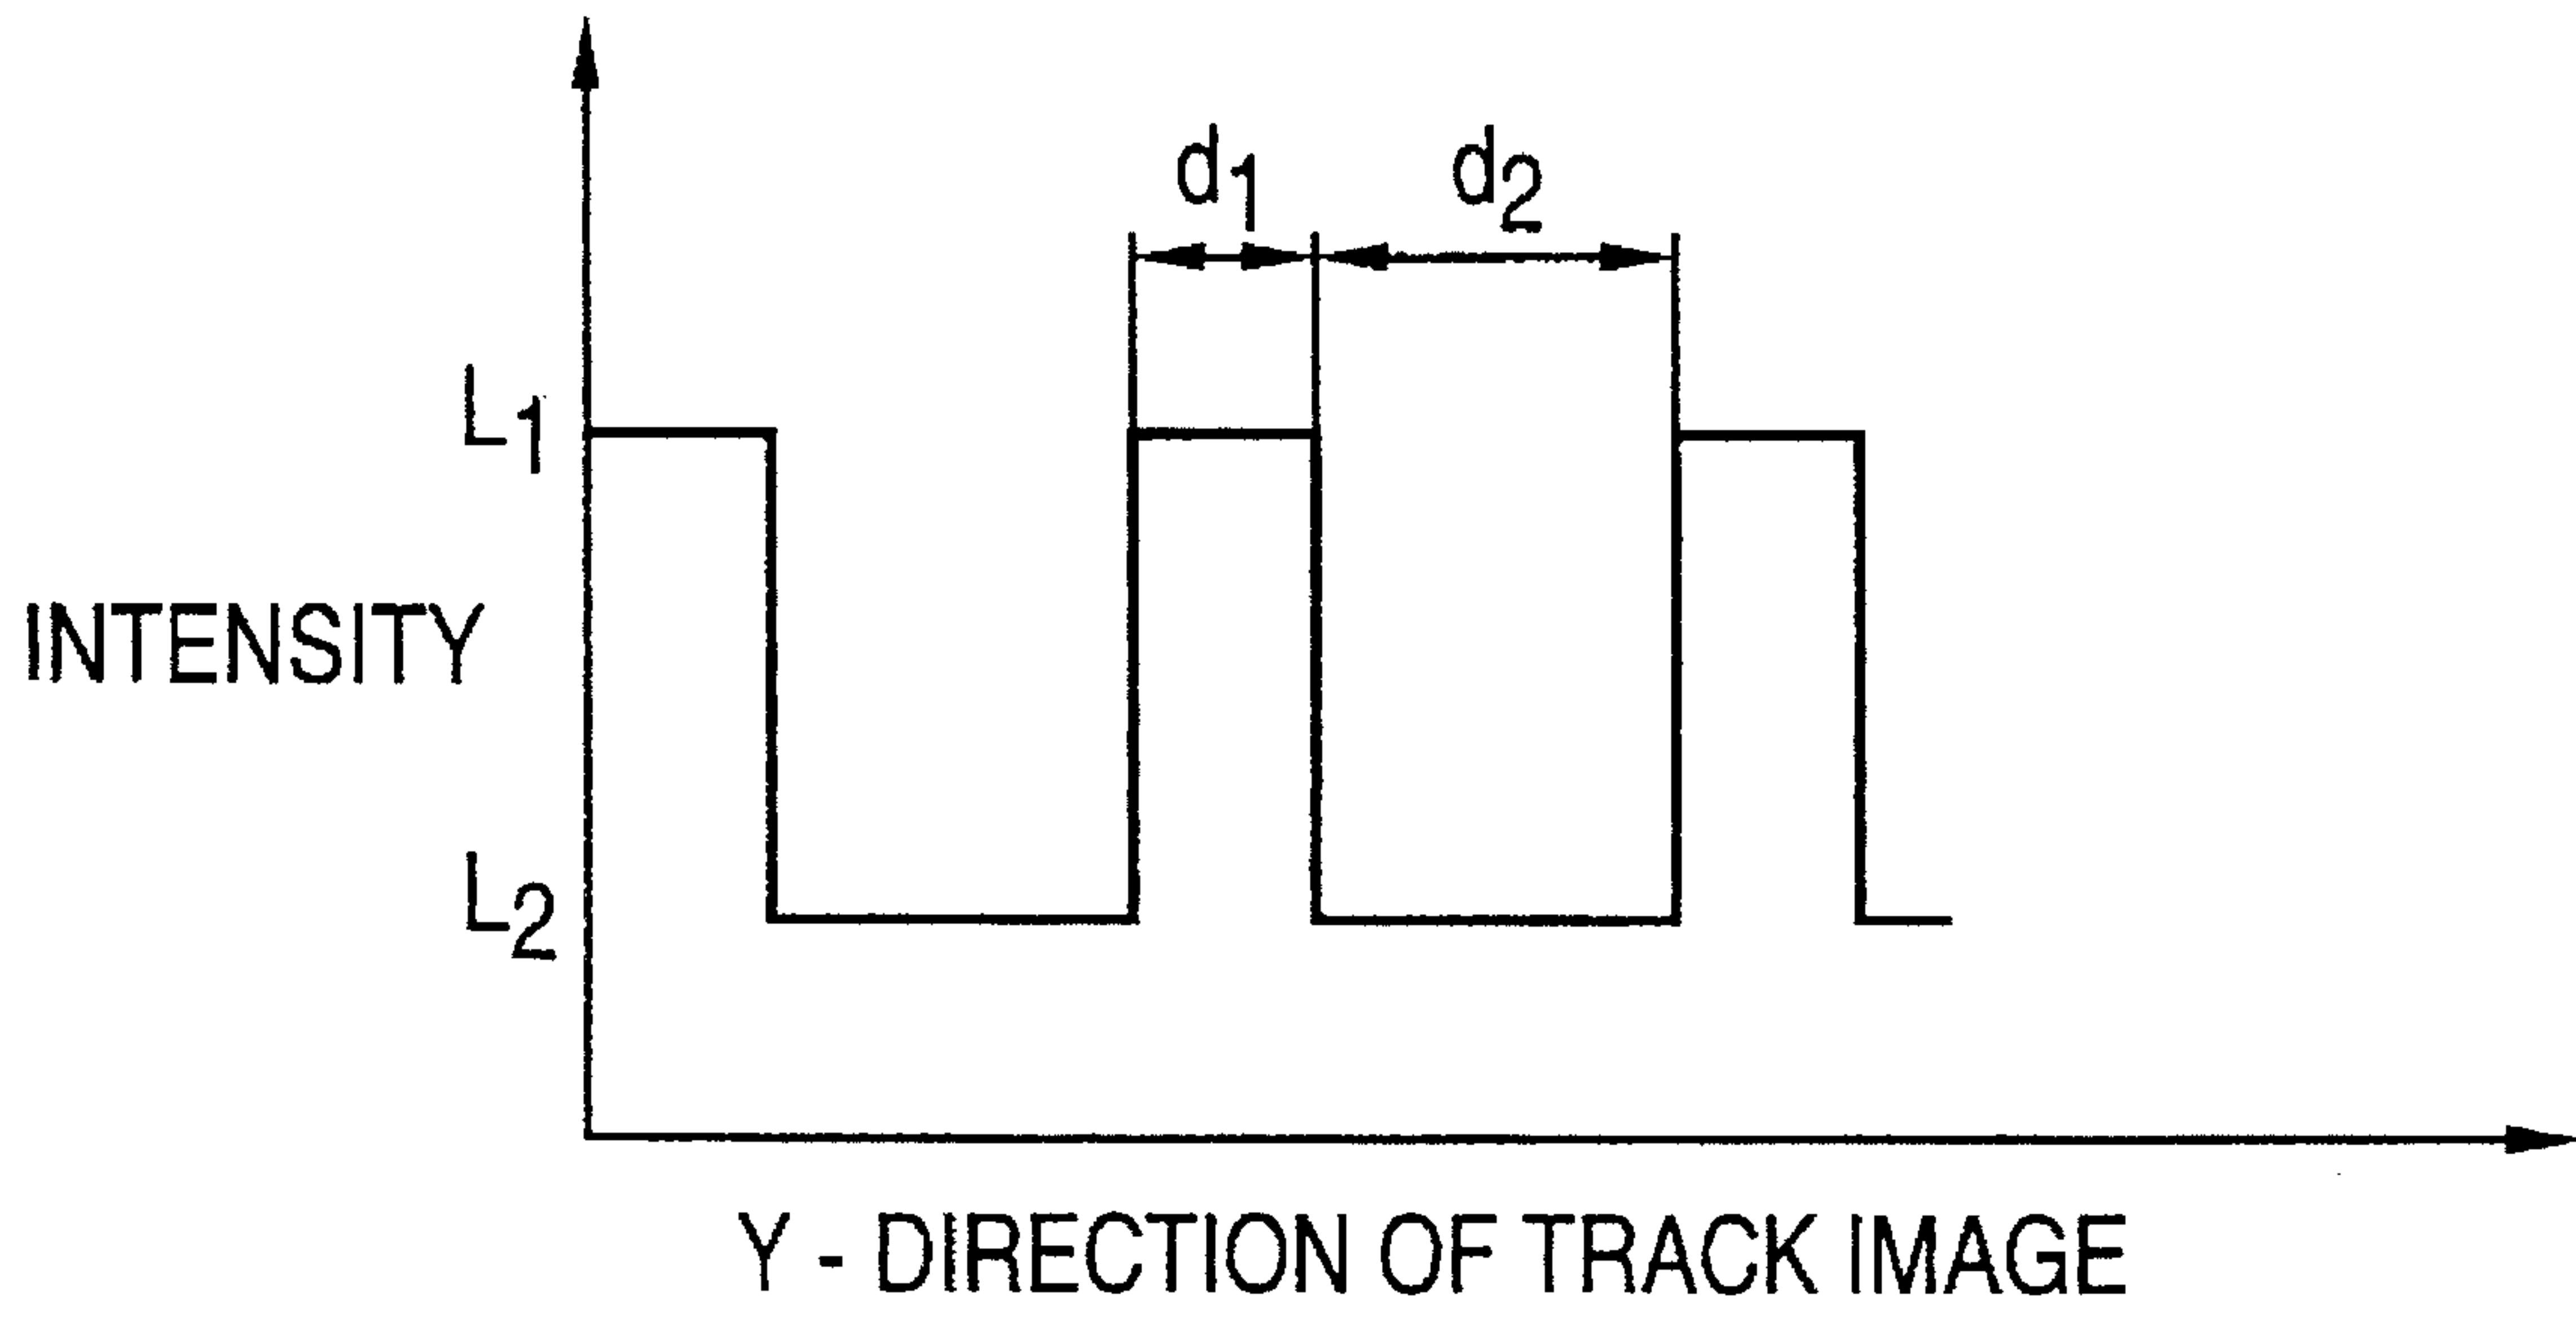 d1 d2
L1
INTENSITY
L2
Y - DIRECTION OF TRACK IMAGE